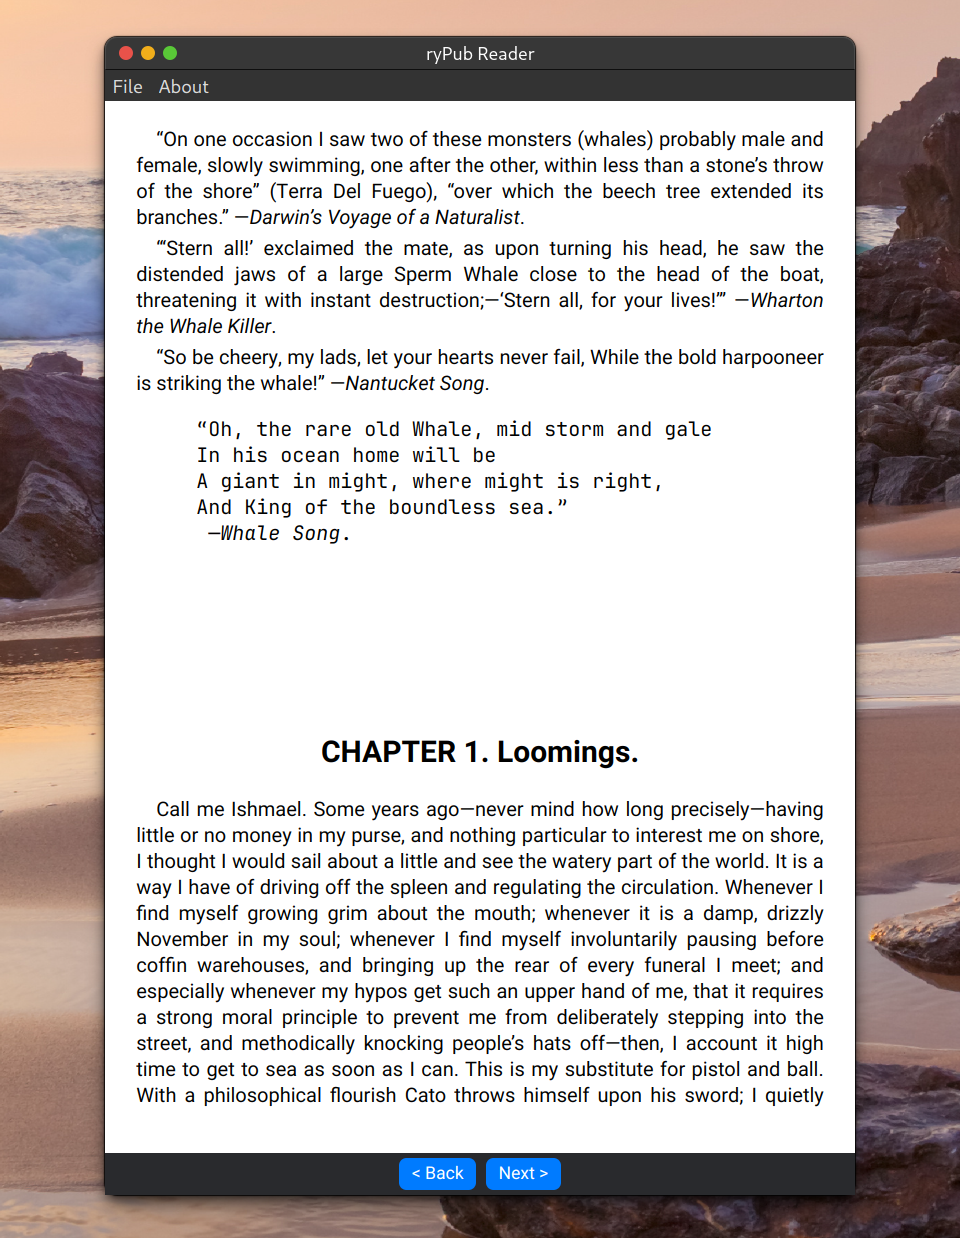 ryPub Reader
File About
“On one occasion I saw two of these monsters (whales) probably male and
female, slowly swimming, one after the other, within less than a stone’s throw
of the shore” (Terra Del Fuego), “over which the beech tree extended its
branches.” —Darwin’s Voyage of a Naturalist.
“‘Stern all!’ exclaimed the mate, as upon turning his head, he saw the
distended jaws of a large Sperm Whale close to the head of the boat,
threatening it with instant destruction;—‘Stern all, for your lives!’” —Wharton
the Whale Killer.
“So be cheery, my lads, let your hearts never fail, While the bold harpooneer
is striking the whale!” —Nantucket Song.
“Oh, the rare old Whale, mid storm and gale
In his ocean home will be
A giant in might, where might is right,
And King of the boundless sea.”
—Whale Song.
CHAPTER 1. Loomings.
Call me Ishmael. Some years ago—never mind how long precisely—having
little or no money in my purse, and nothing particular to interest me on shore,
I thought I would sail about a little and see the watery part of the world. It is a
way I have of driving off the spleen and regulating the circulation. Whenever I
find myself growing grim about the mouth; whenever it is a damp, drizzly
November in my soul; whenever I find myself involuntarily pausing before
coffin warehouses, and bringing up the rear of every funeral I meet; and
especially whenever my hypos get such an upper hand of me, that it requires
a strong moral principle to prevent me from deliberately stepping into the
street, and methodically knocking people’s hats off—then, I account it high
time to get to sea as soon as I can. This is my substitute for pistol and ball.
With a philosophical flourish Cato throws himself upon his sword; I quietly
< Back Next >